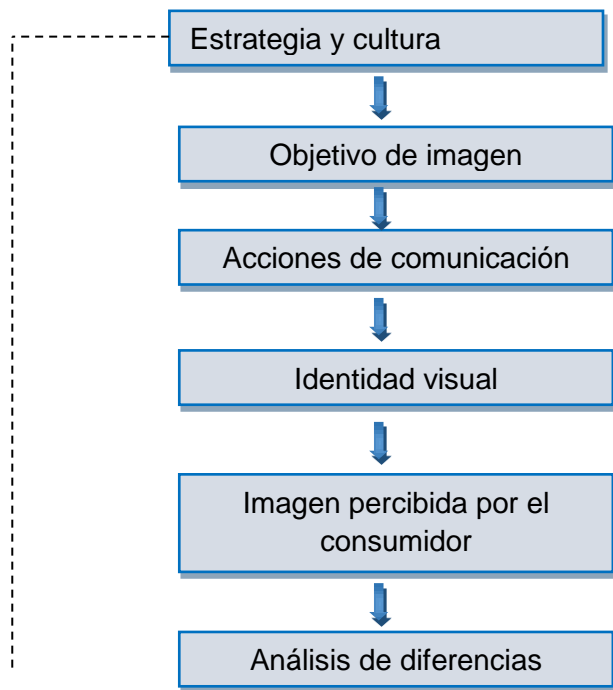 Estrategia y cultura
Objetivo de imagen
Acciones de comunicación
Identidad visual
Imagen percibida por el
consumidor
Análisis de diferencias